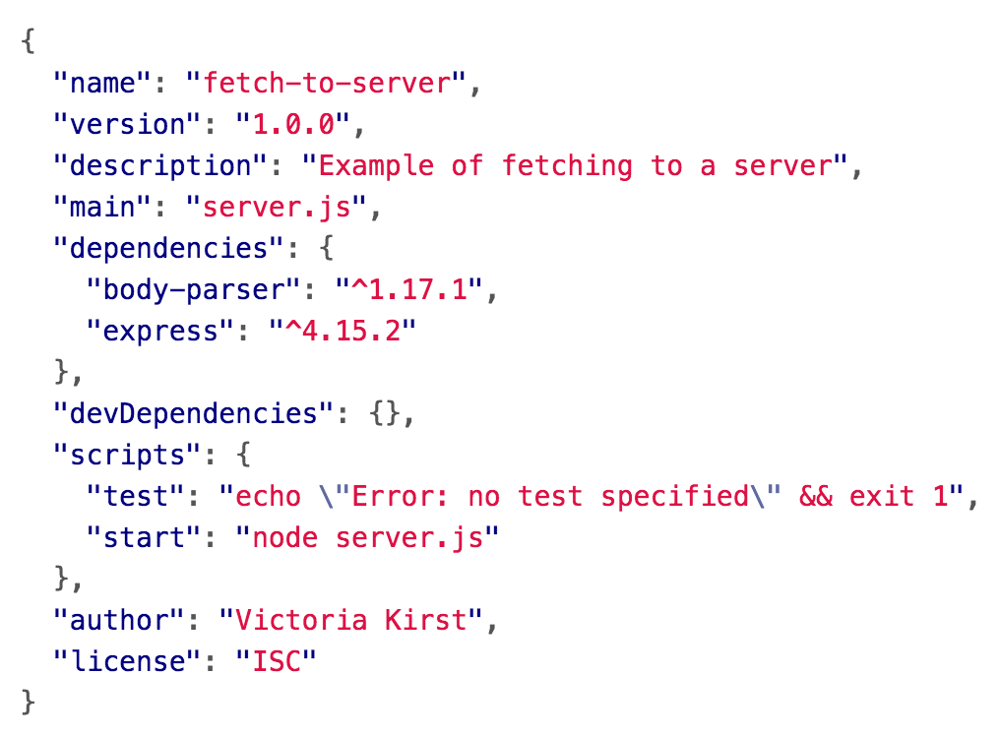 {
  "name": "fetch-to-server",
  "version": "1.0.0",
  "description": "Example of fetching to a server",
  "main": "server.js",
  "dependencies": {
    "body-parser": "^1.17.1",
    "express": "^4.15.2"
  },
  "devDependencies": {},
  "scripts": {
    "test": "echo \"Error: no test specified\" && exit 1",
    "start": "node server.js"
  },
  "author": "Victoria Kirst",
  "license": "ISC"
}